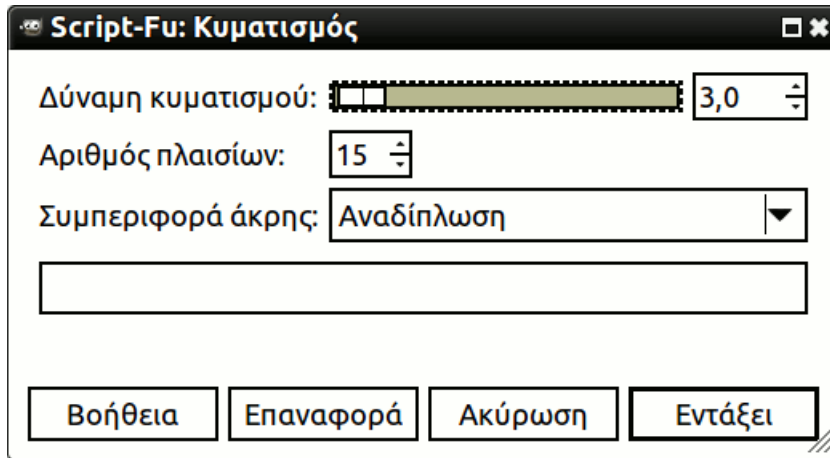 Script-Fu: Κυματισμός
Δύναμη κυματισμού: 3,0
Αριθμός πλαισίων: 15
Συμπεριφορά άκρης: Αναδίπλωση
Βοήθεια Επαναφορά Ακύρωση Εντάξει